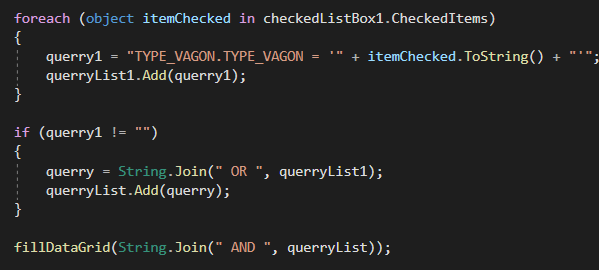 foreach (object itemChecked in checkedListBox1.CheckedItems)
{
querry1 = "TYPE_VAGON.TYPE_VAGON = '" + itemChecked.ToString() + "'";
querryList1.Add(querry1);
}
if (querry1 != "")
{
querry = String.Join(" OR ", querryList1);
querryList.Add(querry);
}
fillDataGrid(String.Join(" AND ", querryList));